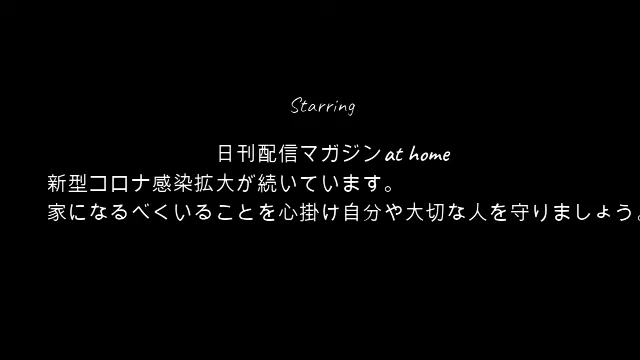 Starring
日刊配信マガジンat home
新型コロナ感染拡大が続いています。
家になるべくいることを心掛け自分や大切な人を守りましょう。